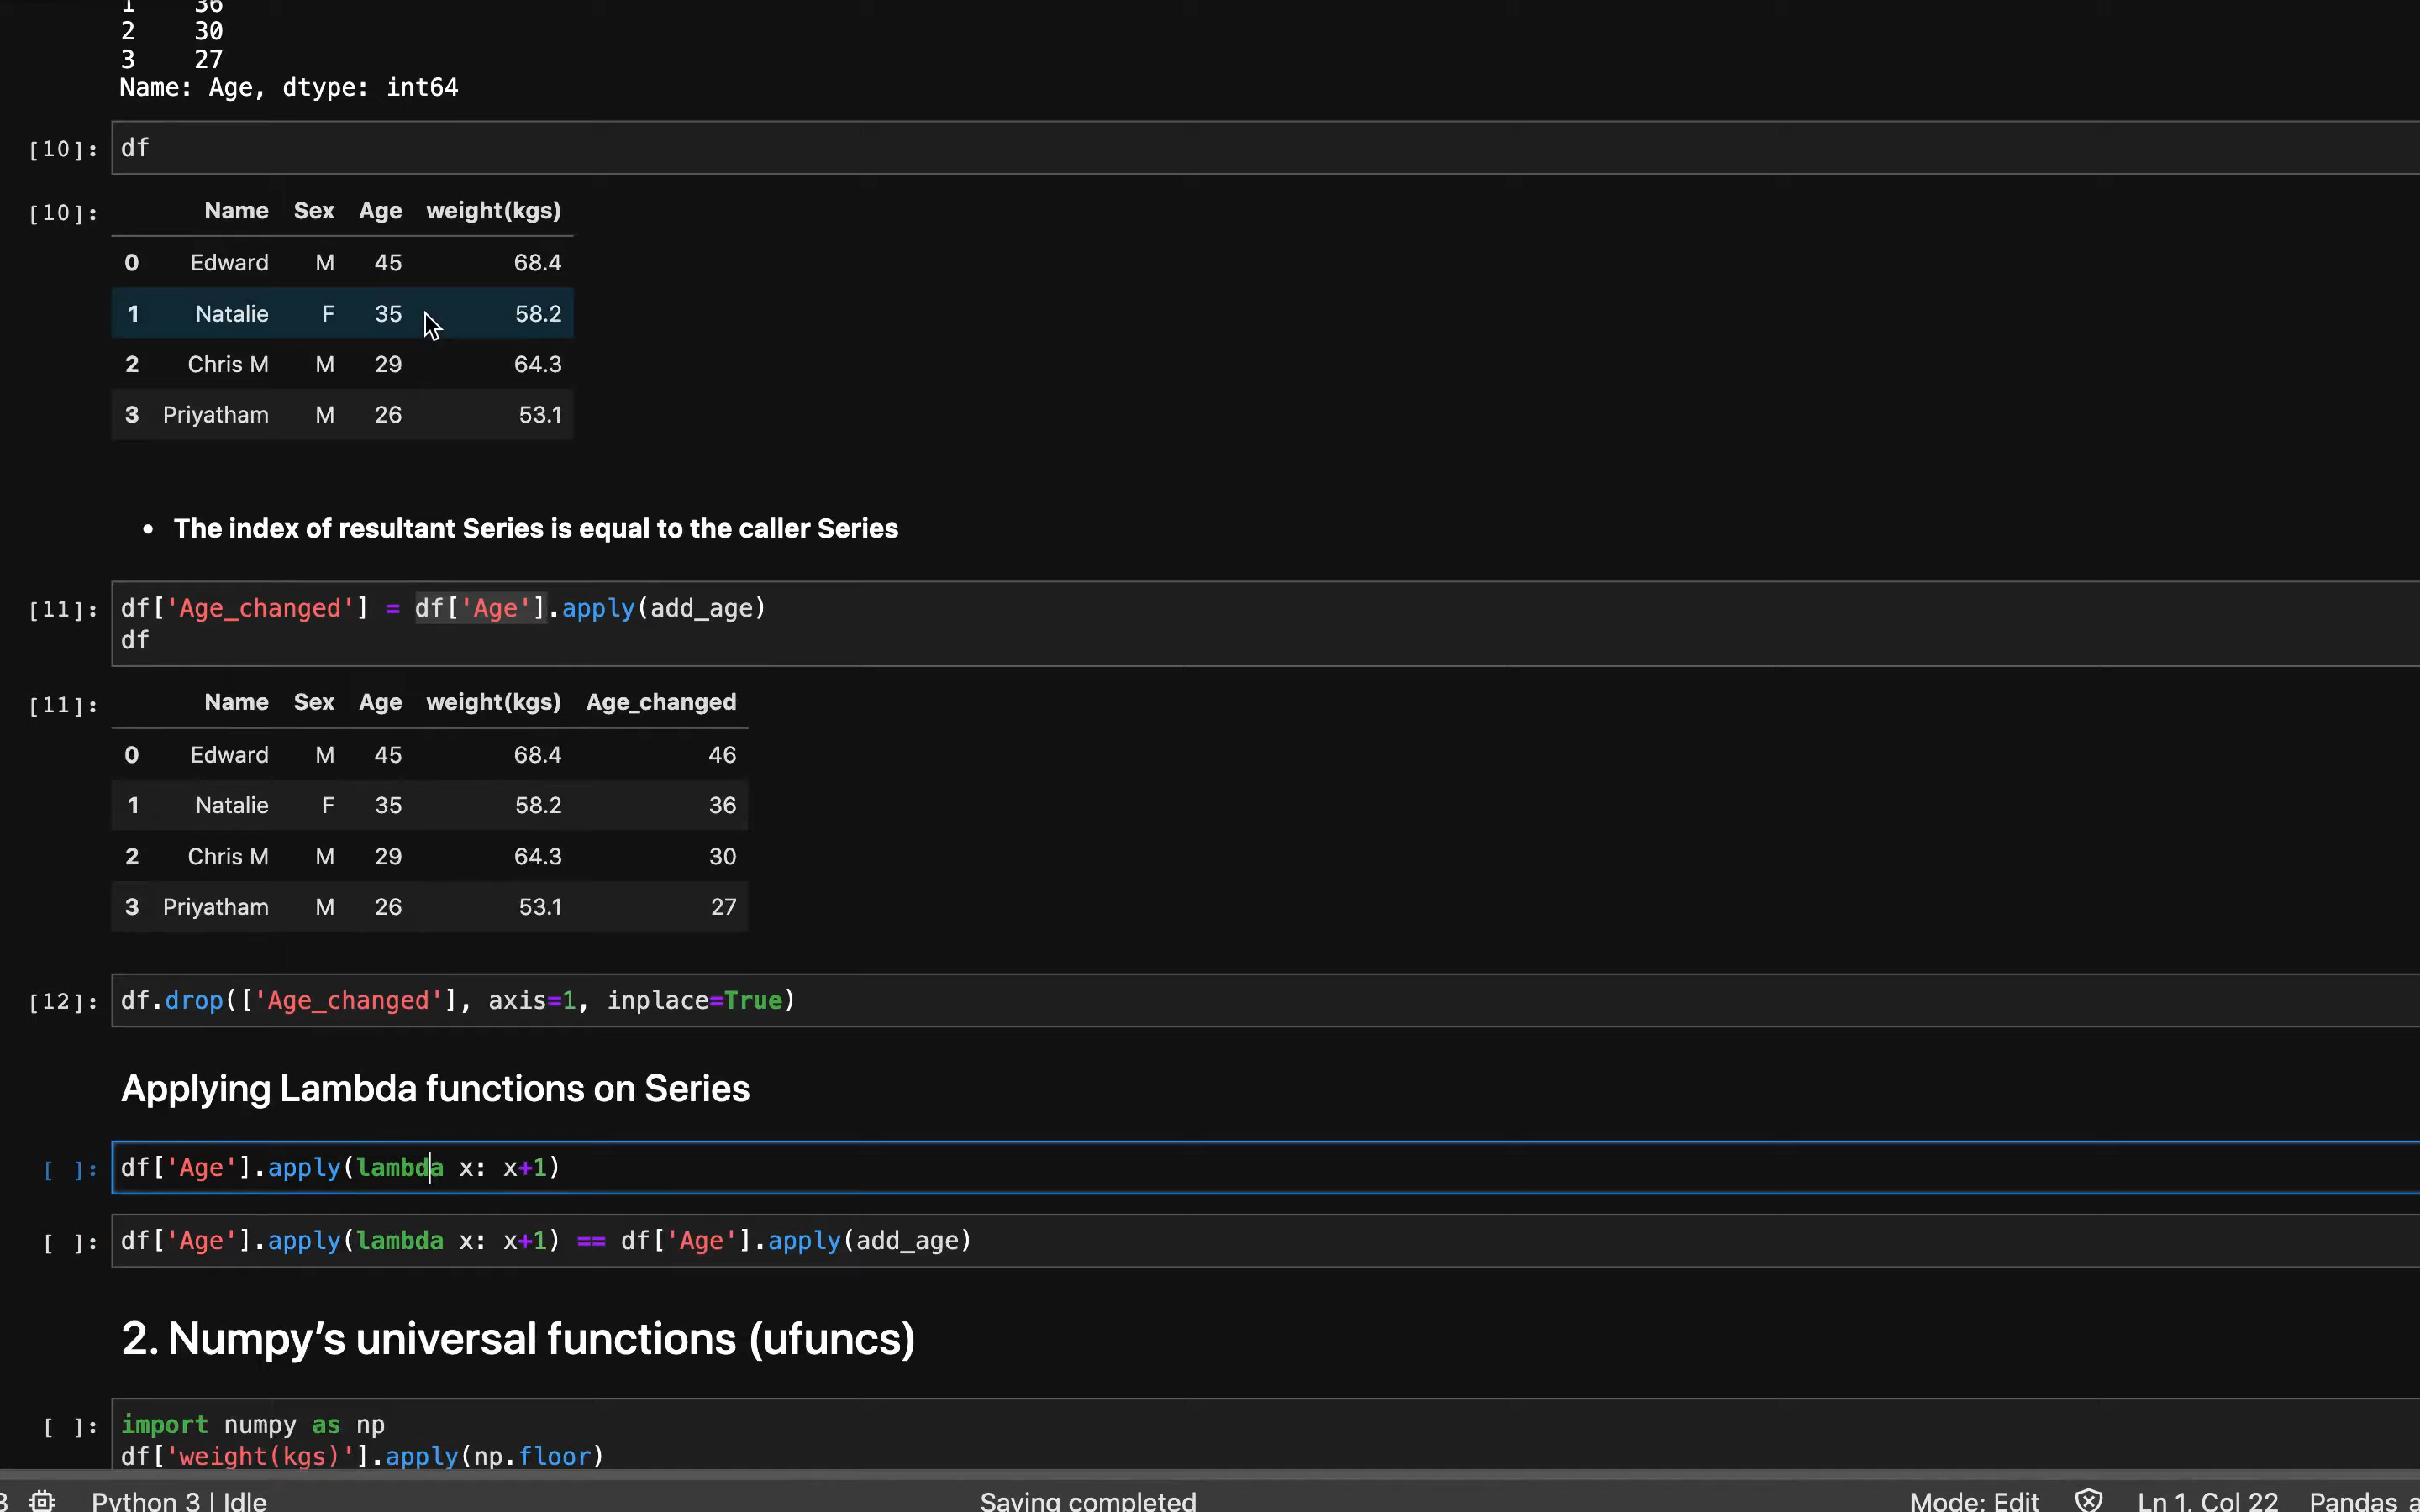 1 36
2 30
3 27
Name: Age, dtype: int64
[10]: df
[10]: Name Sex Age weight(kgs)
0 Edward M 45 68.4
1 Natalie F 35 58.2
2 Chris M M 29 64.3
3 Priyatham M 26 53.1
• The index of resultant Series is equal to the caller Series
[11]: df['Age_changed'] = df['Age'].apply(add_age)
df
[11]: Name Sex Age weight(kgs) Age_changed
0 Edward M 45 68.4 46
1 Natalie F 35 58.2 36
2 Chris M M 29 64.3 30
3 Priyatham M 26 53.1 27
[12]: df.drop(['Age_changed'], axis=1, inplace=True)
Applying Lambda functions on Series
[ ]: df['Age'].apply(lambda x: x+1)
[ ]: df['Age'].apply(lambda x: x+1) == df['Age'].apply(add_age)
2. Numpy’s universal functions (ufuncs)
[ ]: import numpy as np
df['weight(kgs)'].apply(np.floor)
Python 3 | Idle Saving completed Mode: Edit Ln 1, Col 22 Pandas